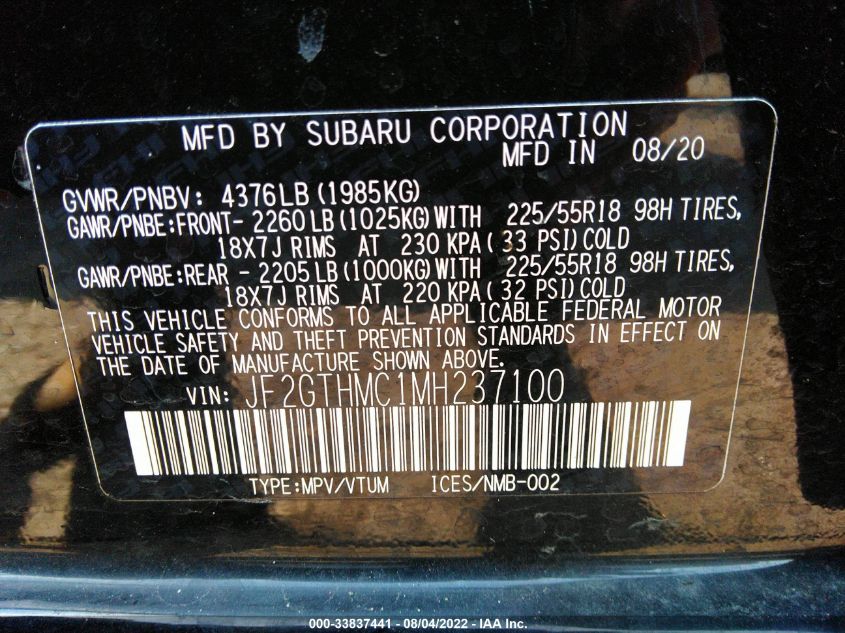 MFD BY SUBARU CORPORATION
MFD IN 08/20
GVWR/PNBV: 4376LB (1985KG)
GAWR/PNBE:FRONT- 2260LB (1025KG) WITH 225/55R18 98H TIRES,
18X7J RIMS AT 230 KPA( 33 PSI) COLD
GAWR/PNBE:REAR - 2205LB (1000KG) WITH 225/55R18 98H TIRES,
18X7J RIMS AT 220 KPA( 32 PSI) COLD
THIS VEHICLE CONFORMS TO ALL APPLICABLE FEDERAL MOTOR
VEHICLE SAFETY AND THEFT PREVENTION STANDARDS IN EFFECT ON
THE DATE OF MANUFACTURE SHOWN ABOVE.
VIN: JF2GTHMC1MH237100
TYPE:MPV/VTUM ICES/NMB-002
000-33837441 - 08/04/2022 - IAA Inc.